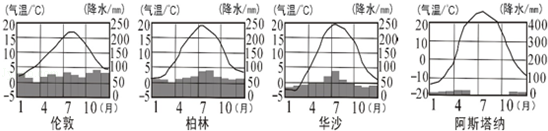 (气温/°C) (降水/mm) (气温/°C) (降水/mm) (气温/°C) (降水/mm) (气温/°C) (降水/mm)
20 250 20 250 20 250 20 400
15 200 15 200 15 200 10 300
10 150 10 150 10 150 0 200
5 100 5 100 5 100 -10 100
0 50 0 50 0 50 -20 0
-5 0 -5 0 -5 0
1 4 7 10 (月) 1 4 7 10 (月) 1 4 7 10 (月) 1 4 7 10 (月)
伦敦 柏林 华沙 阿斯塔纳